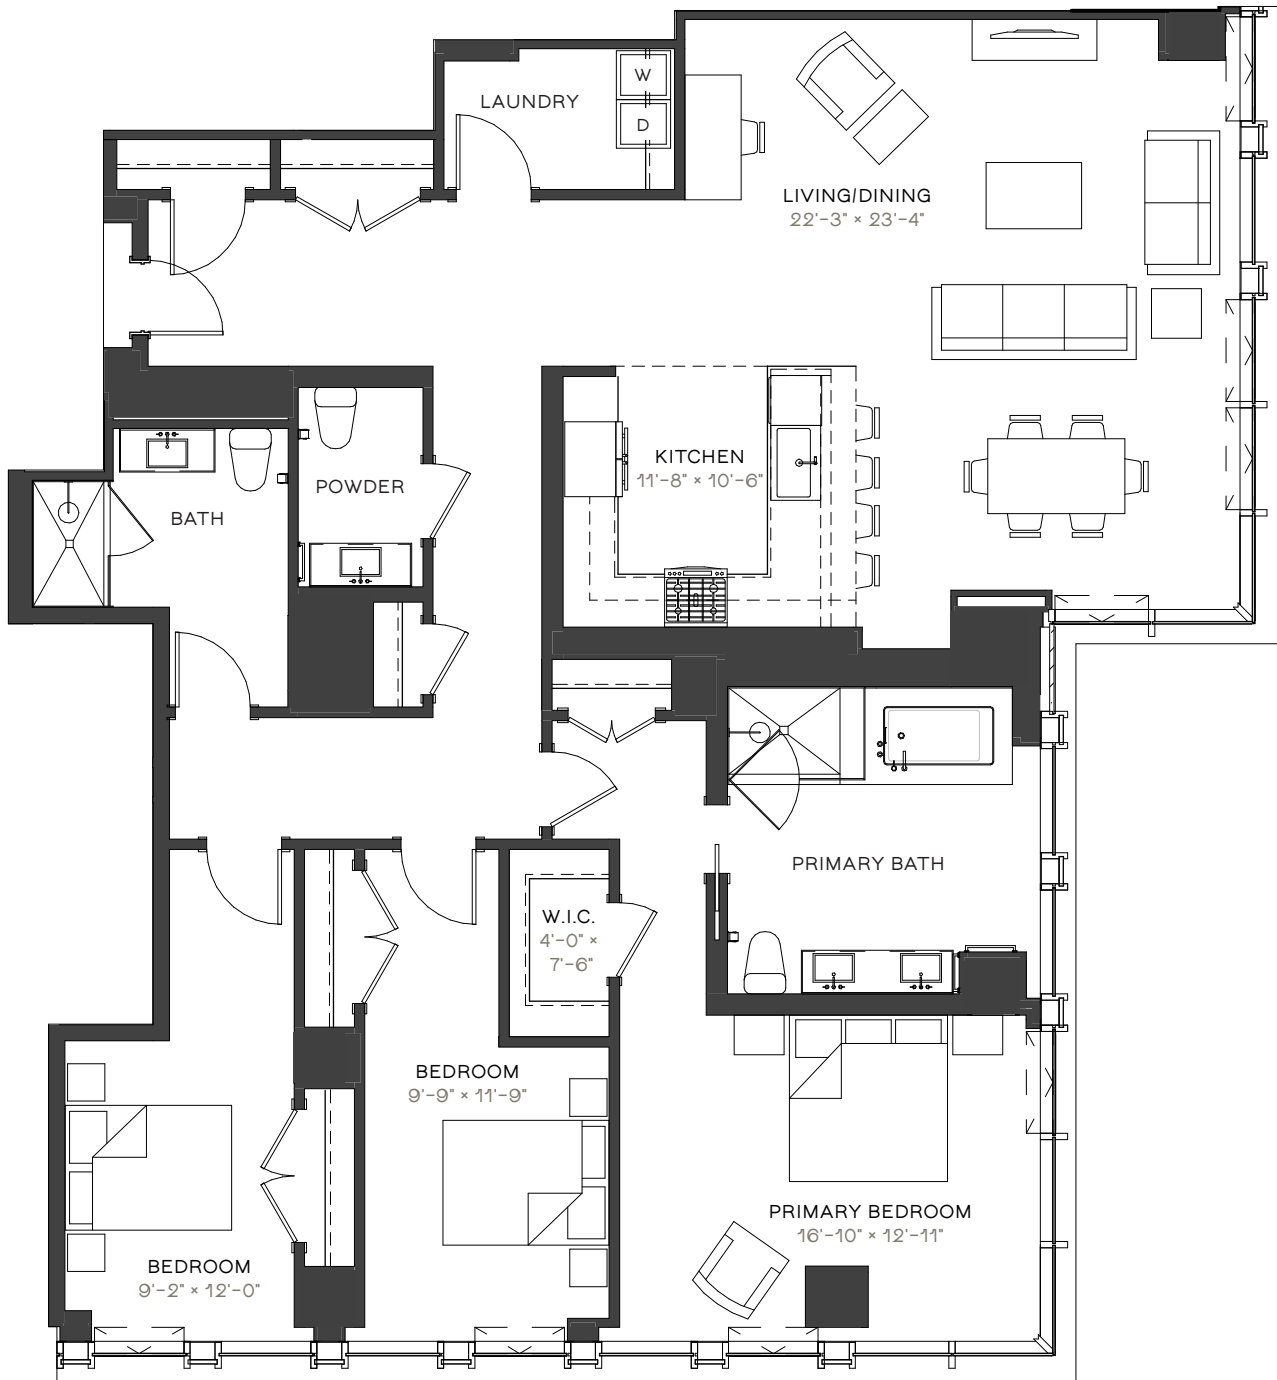 LAUNDRY
W
D
LIVING/DINING
22'-3" × 23'-4"
KITCHEN
11'-8" × 10'-6"
POWDER
BATH
PRIMARY BATH
W.I.C.
4'-0" ×
7'-6"
BEDROOM
9'-9" × 11'-9"
PRIMARY BEDROOM
16'-10" × 12'-11"
BEDROOM
9'-2" × 12'-0"